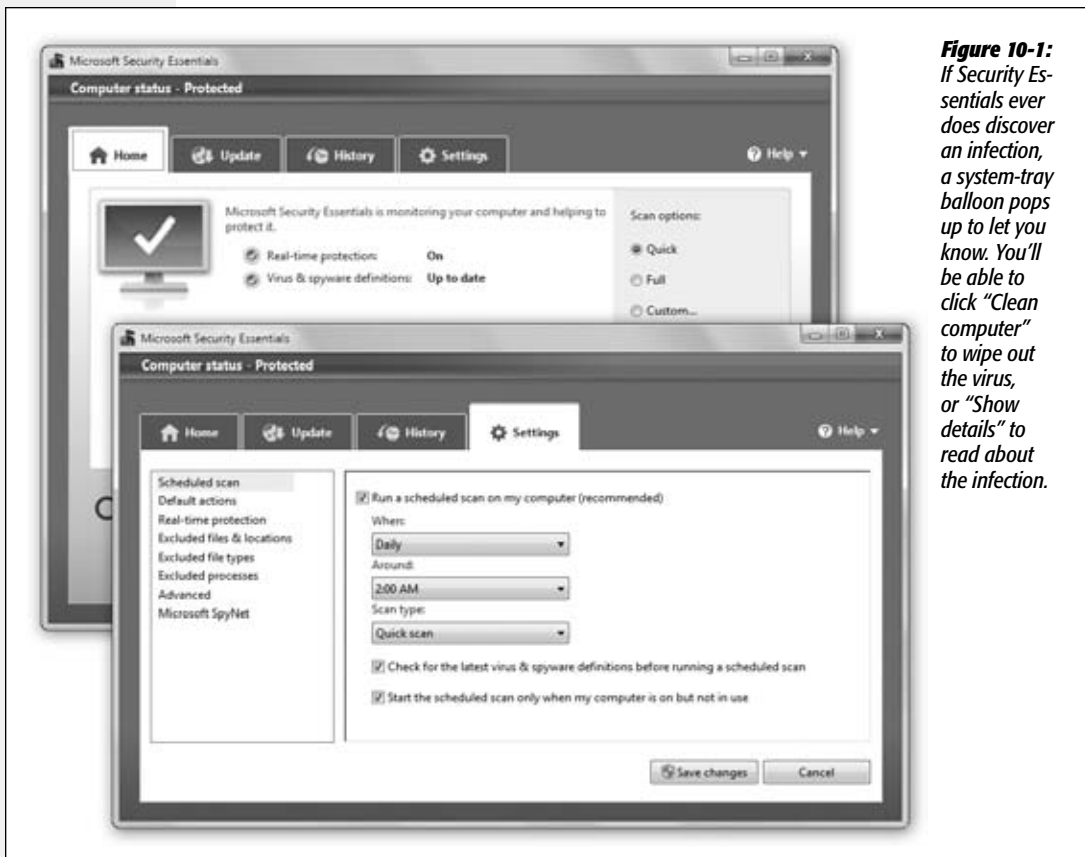 Microsoft Security Essentials
Computer status - Protected
Home
Update
History
Settings
Help
Microsoft Security Essentials is monitoring your computer and helping to
protect it.
Real-time protection: On
Virus & spyware definitions: Up to date
Scan options:
Quick
Full
Custom...
Microsoft Security Essentials
Computer status - Protected
Home
Update
History
Settings
Help
Scheduled scan
Default actions
Real-time protection
Excluded files & locations
Excluded file types
Excluded processes
Advanced
Microsoft SpyNet
Run a scheduled scan on my computer (recommended)
When:
Daily
Around:
2:00 AM
Scan type:
Quick scan
Check for the latest virus & spyware definitions before running a scheduled scan
Start the scheduled scan only when my computer is on but not in use
Save changes
Cancel
Figure 10-1:
If Security Es-
sentials ever
does discover
an infection,
a system-tray
balloon pops
up to let you
know. You'll
be able to
click “Clean
computer”
to wipe out
the virus,
or “Show
details” to
read about
the infection.